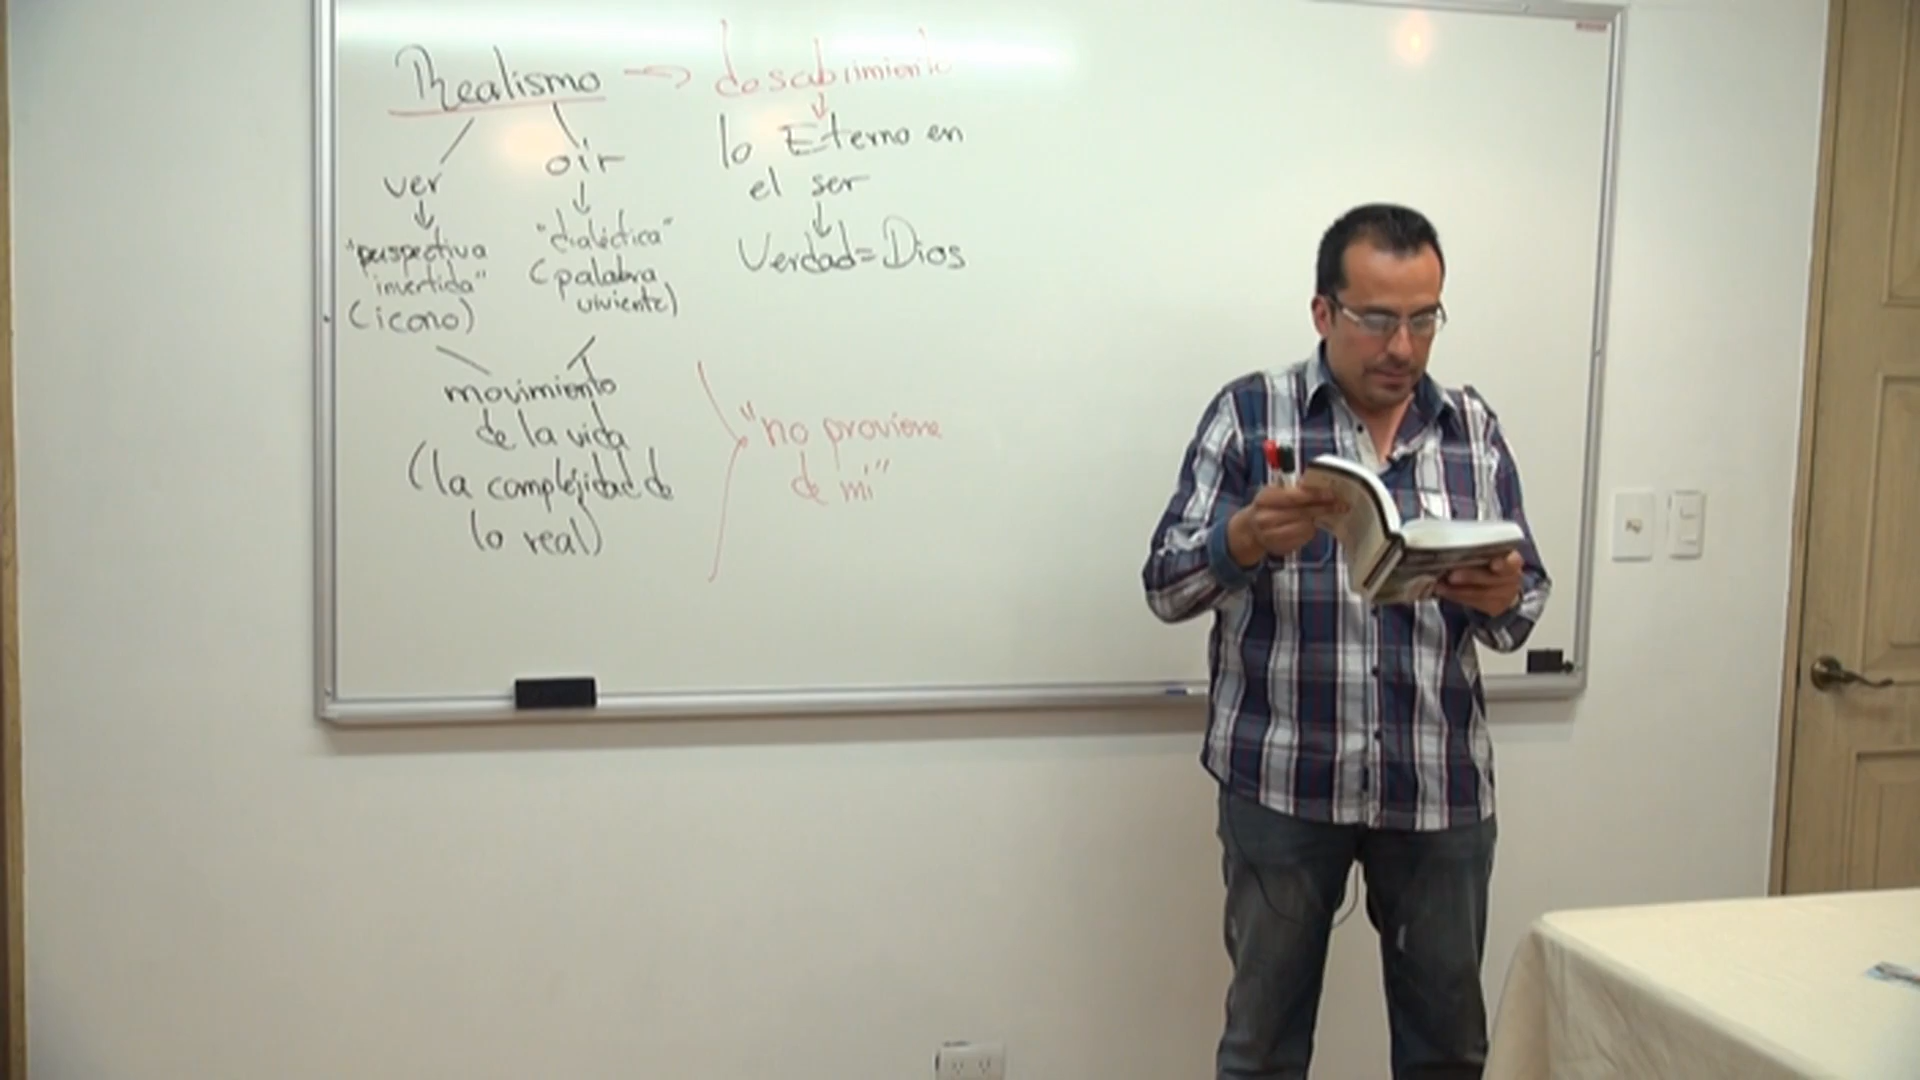 Realismo → descubrimiento
ver
oir
"perspectiva
invertida"
(icono)
"dialéctica"
(palabra
viviente)
movimiento
de la vida
(la complejidad de
lo real)
lo Eterno en
el ser
Verdad=Dios
"no proviene
de mí"